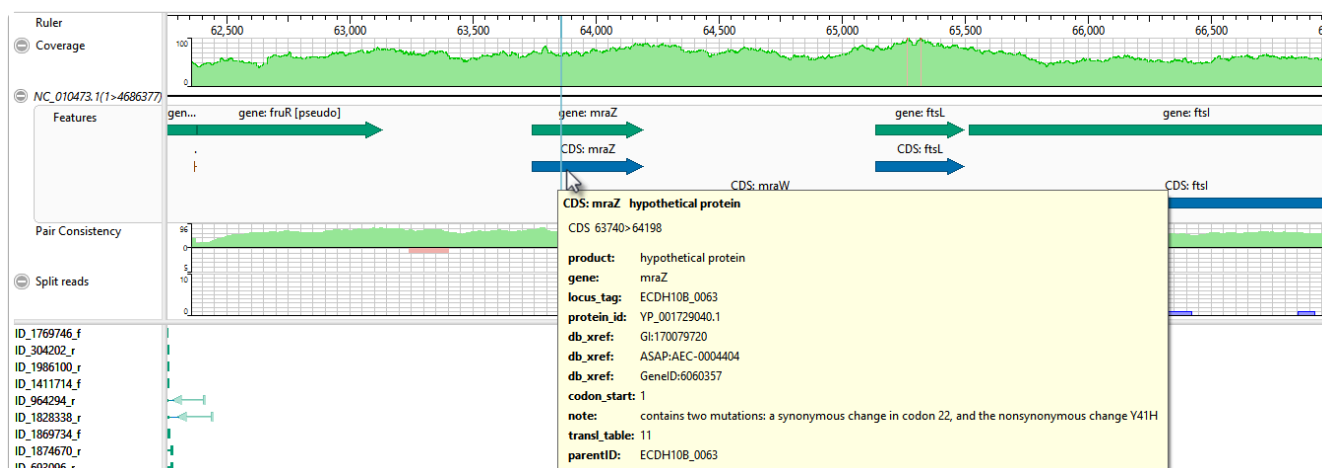 Ruler
62,500 63,000 63,500 64,000 64,500 65,000 65,500 66,000 66,500
Coverage
100
0
NC_010473.1(1>4686377)
Features
gen... gene: fruR [pseudo] gene: mraZ gene: ftsL gene: ftsI
CDS: mraZ CDS: ftsL
CDS: mraW CDS: ftsI
CDS: mraZ hypothetical protein
CDS 63740>64198
Pair Consistency
96
0
5
product: hypothetical protein
gene: mraZ
Split reads
10
0
locus_tag: ECDH10B_0063
protein_id: YP_001729040.1
db_xref: GI:170079720
db_xref: ASAP:AEC-0004404
db_xref: GeneID:6060357
codon_start: 1
note: contains two mutations: a synonymous change in codon 22, and the nonsynonymous change Y41H
transl_table: 11
parentID: ECDH10B_0063
ID_1769746_f
ID_304202_r
ID_1986100_r
ID_1411714_f
ID_964294_r
ID_1828338_r
ID_1869734_f
ID_1874670_r